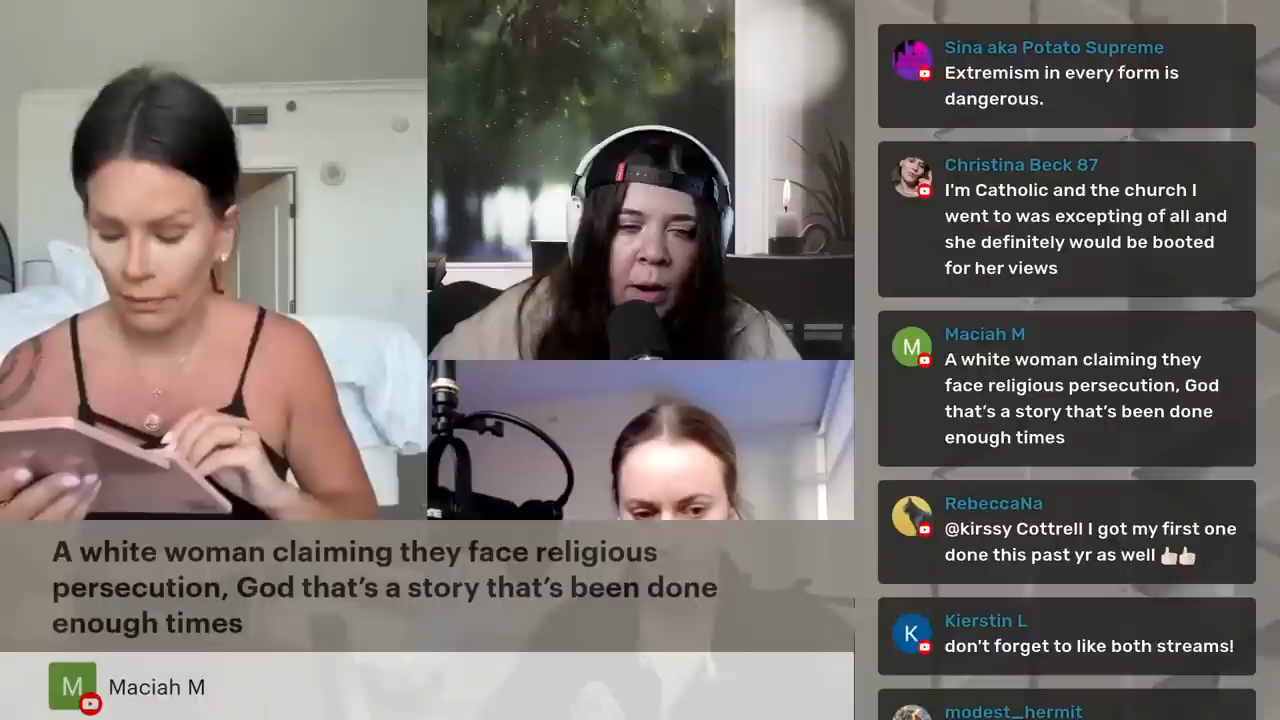 Sina aka Potato Supreme
Extremism in every form is
dangerous.
Christina Beck 87
I'm Catholic and the church I
went to was excepting of all and
she definitely would be booted
for her views
M
Maciah M
A white woman claiming they
face religious persecution, God
that's a story that's been done
enough times
RebeccaNa
@kirssy Cottrell I got my first one
done this past yr as well 👍🏻👍🏻
K
Kierstin L
don't forget to like both streams!
modest_hermit
A white woman claiming they face religious
persecution, God that's a story that's been done
enough times
M
Maciah M